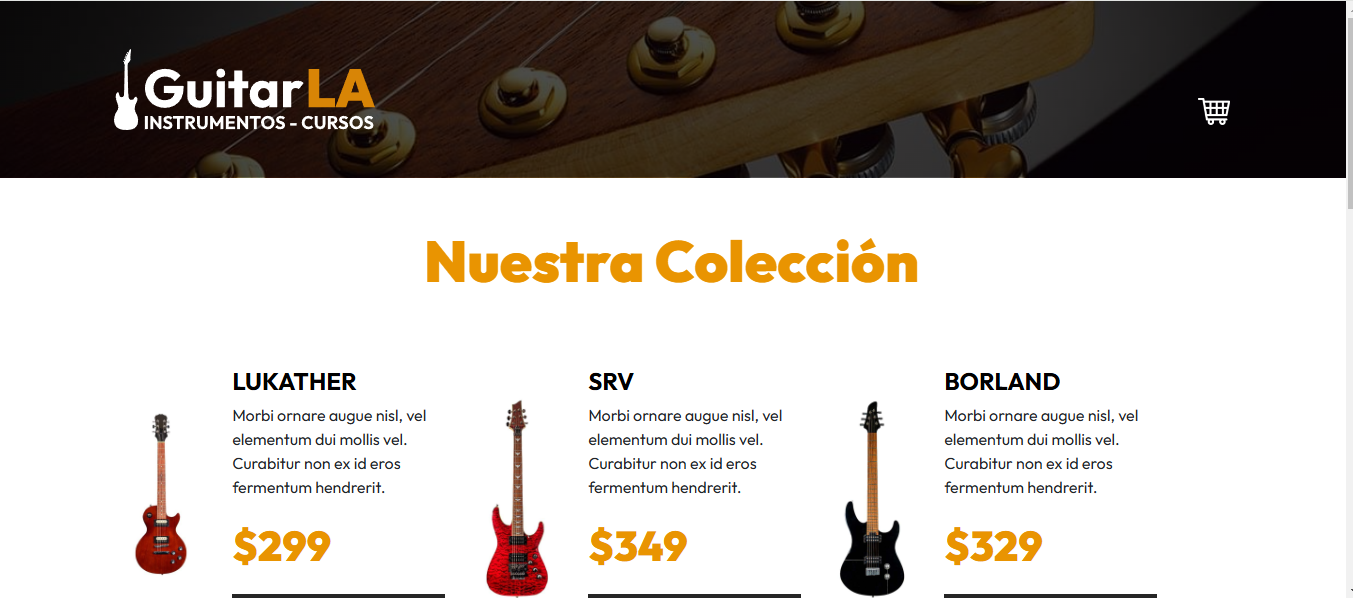 GuitarLA
INSTRUMENTOS - CURSOS
Nuestra Colección
LUKATHER
Morbi ornare augue nisl, vel
elementum dui mollis vel.
Curabitur non ex id eros
fermentum hendrerit.
$299
SRV
Morbi ornare augue nisl, vel
elementum dui mollis vel.
Curabitur non ex id eros
fermentum hendrerit.
$349
BORLAND
Morbi ornare augue nisl, vel
elementum dui mollis vel.
Curabitur non ex id eros
fermentum hendrerit.
$329